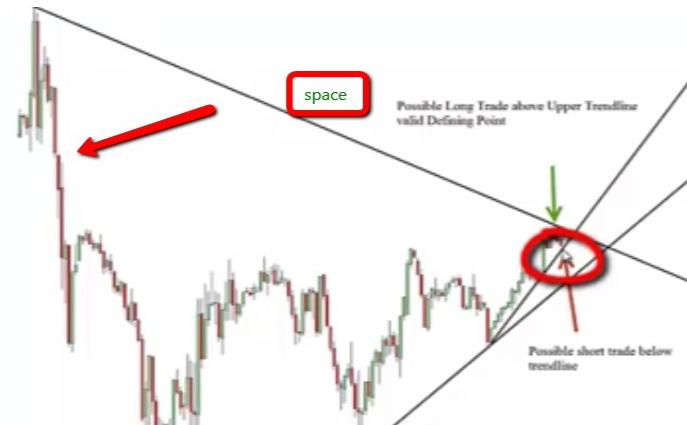 space
Possible Long Trade above Upper Trendline
valid Defining Point
Possible short trade below
trendline